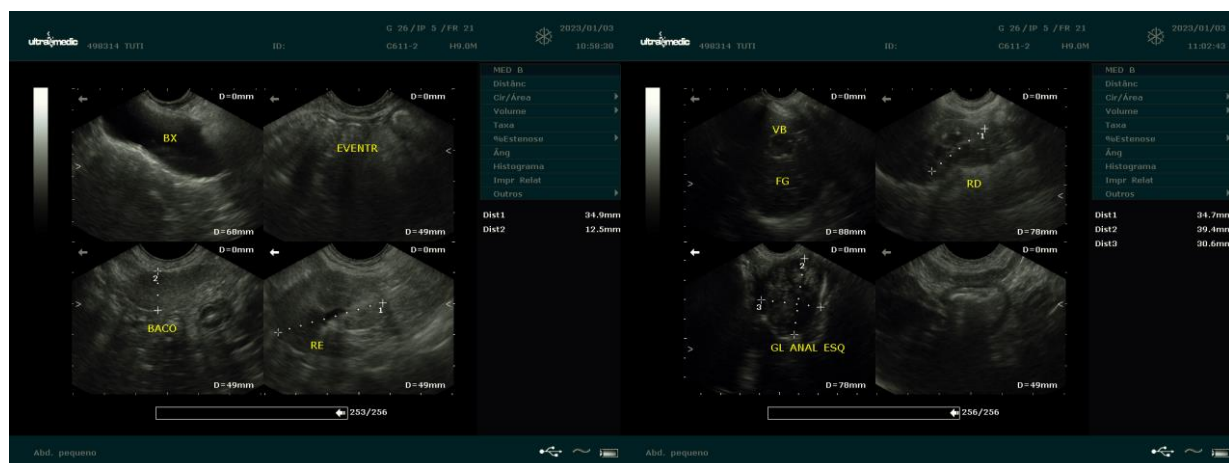 G 26 /IP 5 /FR 21
2023/01/03
ultramedic 498314 TUTI ID: C611-2 H9.0M 10:58:30
MED B
Distânc
Cir/Área
Volume
Taxa
%Estenose
Âng
Histograma
Impr Relat
Outros
Dist1 34.9mm
Dist2 12.5mm
D=0mm
BX
D=68mm
D=0mm
EVENTR
D=49mm
D=0mm
2
BACO
D=49mm
D=0mm
1
RE
D=49mm
253/256
Abd. pequeno
G 26 /IP 5 /FR 21
2023/01/03
ultramedic 498314 TUTI ID: C611-2 H9.0M 11:02:43
MED B
Distânc
Cir/Área
Volume
Taxa
%Estenose
Âng
Histograma
Impr Relat
Outros
Dist1 34.7mm
Dist2 39.4mm
Dist3 30.6mm
D=0mm
VB
FG
D=88mm
D=0mm
1
RD
D=78mm
D=0mm
2
3
GL ANAL ESQ
D=78mm
D=0mm
D=49mm
256/256
Abd. pequeno